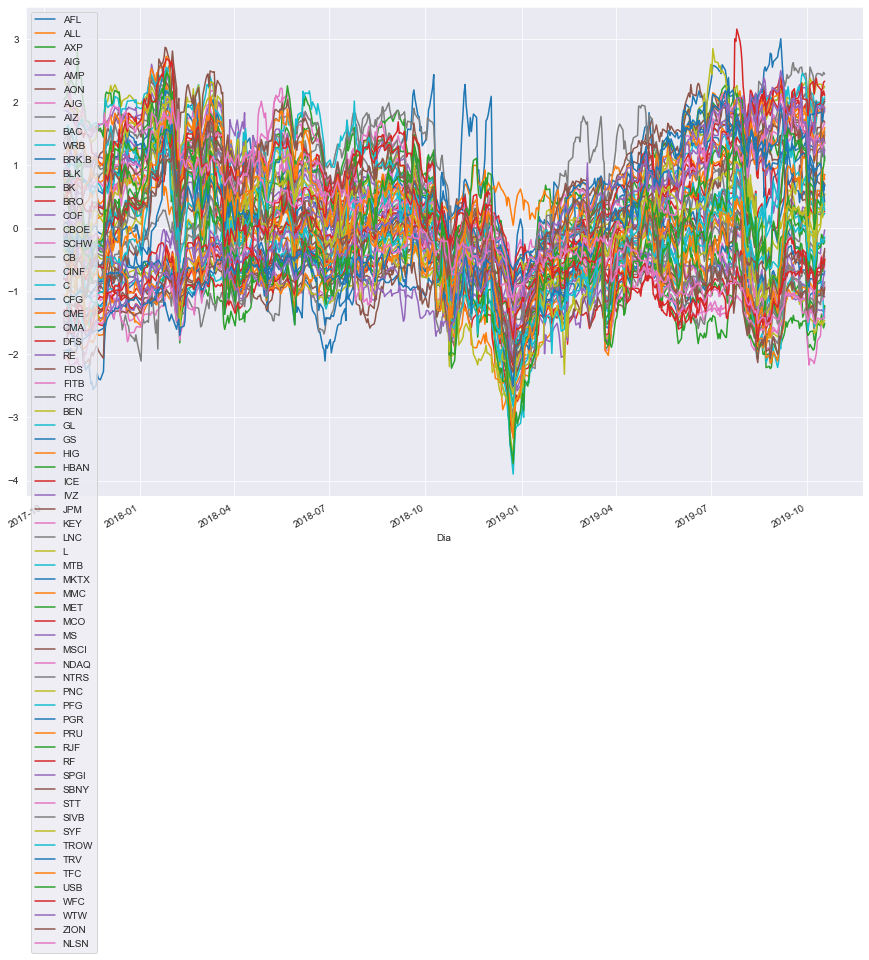 AFL
ALL
AXP
AIG
AMP
AON
AJG
AIZ
BAC
WRB
BRK.B
BLK
BK
BRO
COF
CBOE
SCHW
CB
CINF
C
CFG
CME
CMA
DFS
RE
FDS
FITB
FRC
BEN
GL
GS
HIG
HBAN
ICE
IVZ
JPM
KEY
LNC
L
MTB
MKTX
MMC
MET
MCO
MS
MSCI
NDAQ
NTRS
PNC
PFG
PGR
PRU
RJF
RF
SPGI
SBNY
STT
SIVB
SYF
TROW
TRV
TFC
USB
WFC
WTW
ZION
NLSN
3
2
1
0
−1
−2
−3
−4
2017-10 2018-01 2018-04 2018-07 2018-10 2019-01 2019-04 2019-07 2019-10
Dia